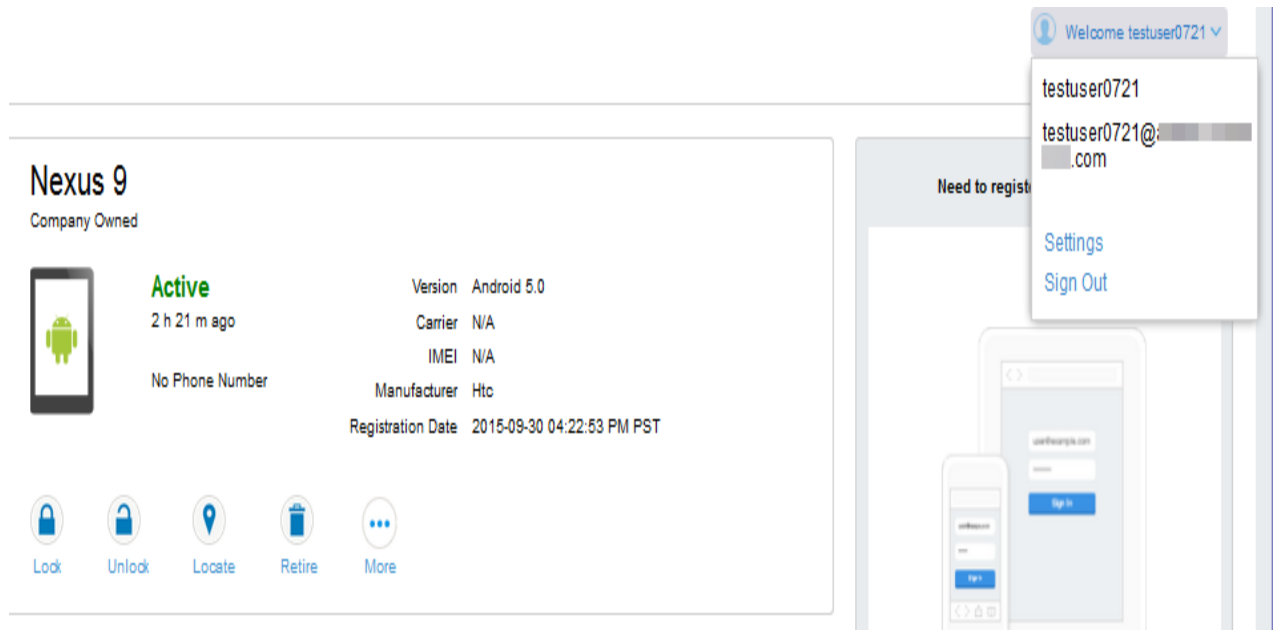 Welcome testuser0721
testuser0721
testuser0721@
.com
Settings
Sign Out
Nexus 9
Company Owned
Active
2 h 21 m ago
No Phone Number
Version Android 5.0
Carrier N/A
IMEI N/A
Manufacturer Htc
Registration Date 2015-09-30 04:22:53 PM PST
Lock
Unlock
Locate
Retire
More
Need to
Sign In
Sign In